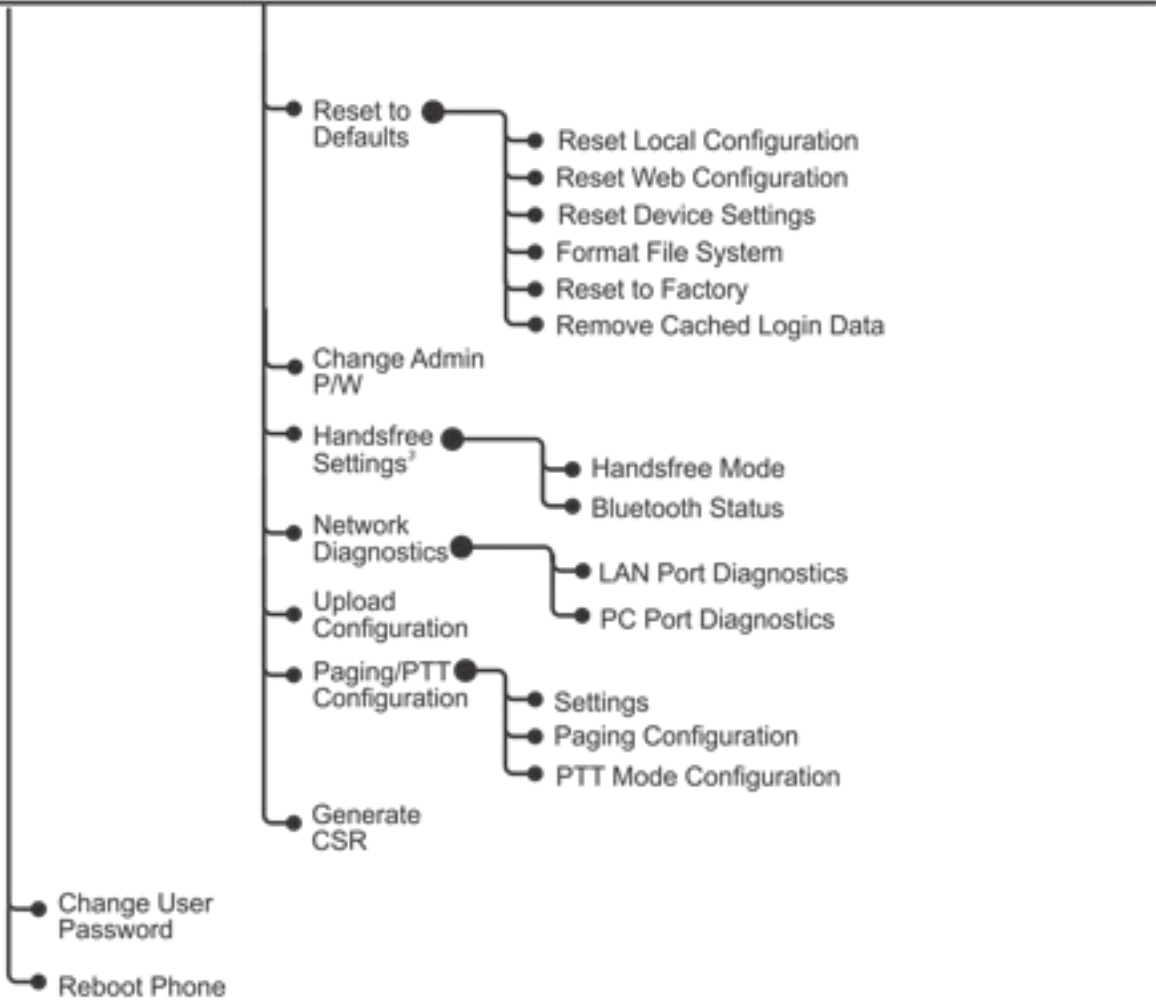 Reset to
Defaults
Reset Local Configuration
Reset Web Configuration
Reset Device Settings
Format File System
Reset to Factory
Remove Cached Login Data
Change Admin
P/W
Handsfree
Settings
Handsfree Mode
Bluetooth Status
Network
Diagnostics
LAN Port Diagnostics
PC Port Diagnostics
Upload
Configuration
Paging/PTT
Configuration
Settings
Paging Configuration
PTT Mode Configuration
Generate
CSR
Change User
Password
Reboot Phone